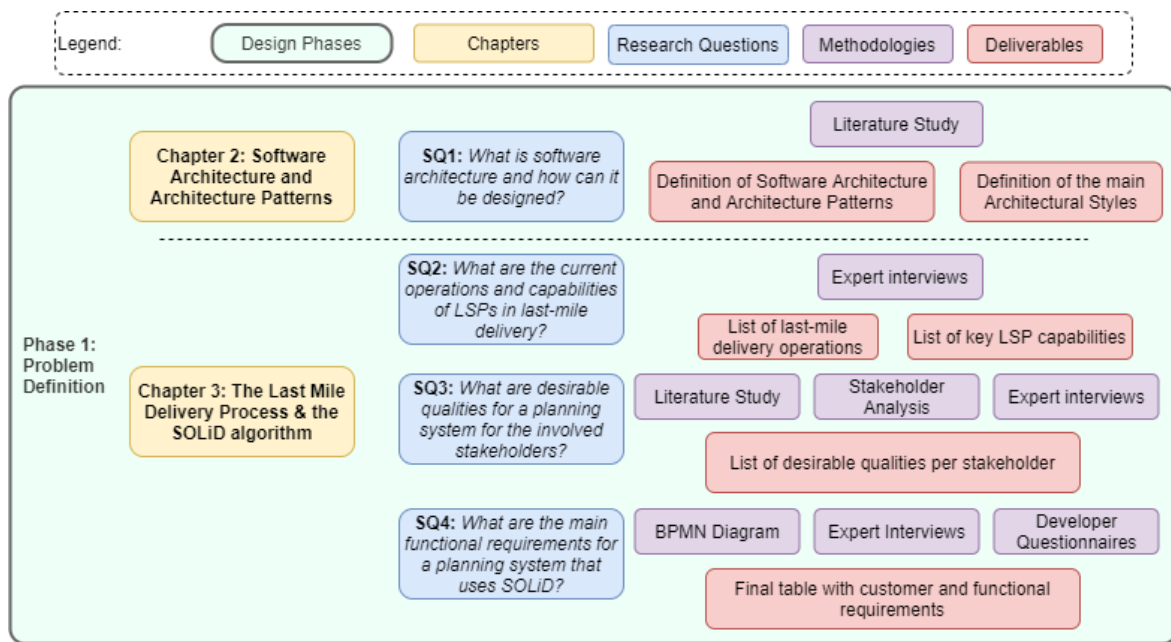 Legend:
Design Phases
Chapters
Research Questions
Methodologies
Deliverables
Phase 1:
Problem
Definition
Chapter 2: Software
Architecture and
Architecture Patterns
SQ1: What is software
architecture and how can it
be designed?
Literature Study
Definition of Software Architecture
and Architecture Patterns
Definition of the main
Architectural Styles
Chapter 3: The Last Mile
Delivery Process & the
SOLiD algorithm
SQ2: What are the current
operations and capabilities
of LSPs in last-mile
delivery?
Expert interviews
List of last-mile
delivery operations
List of key LSP capabilities
SQ3: What are desirable
qualities for a planning
system for the involved
stakeholders?
Literature Study
Stakeholder
Analysis
Expert interviews
List of desirable qualities per stakeholder
SQ4: What are the main
functional requirements for
a planning system that
uses SOLiD?
BPMN Diagram
Expert Interviews
Developer
Questionnaires
Final table with customer and functional
requirements